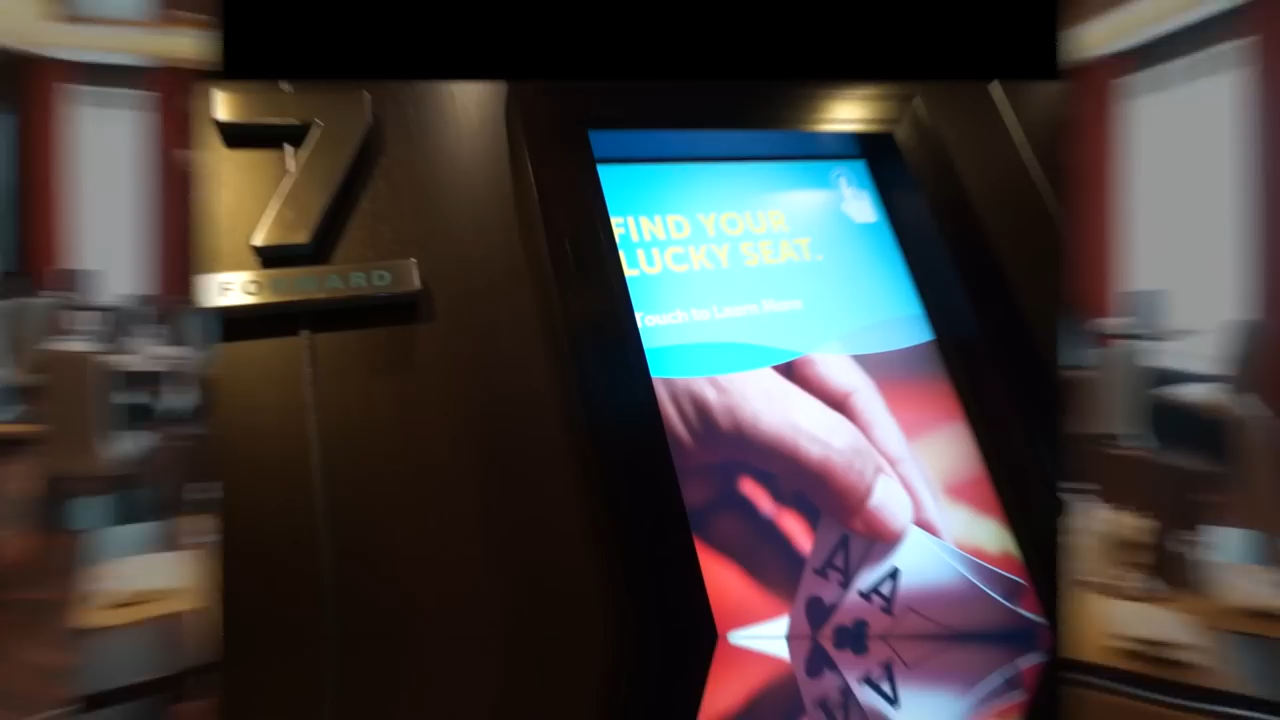 7
FORWARD
FIND YOUR
LUCKY SEAT.
Touch to Learn More
A
A